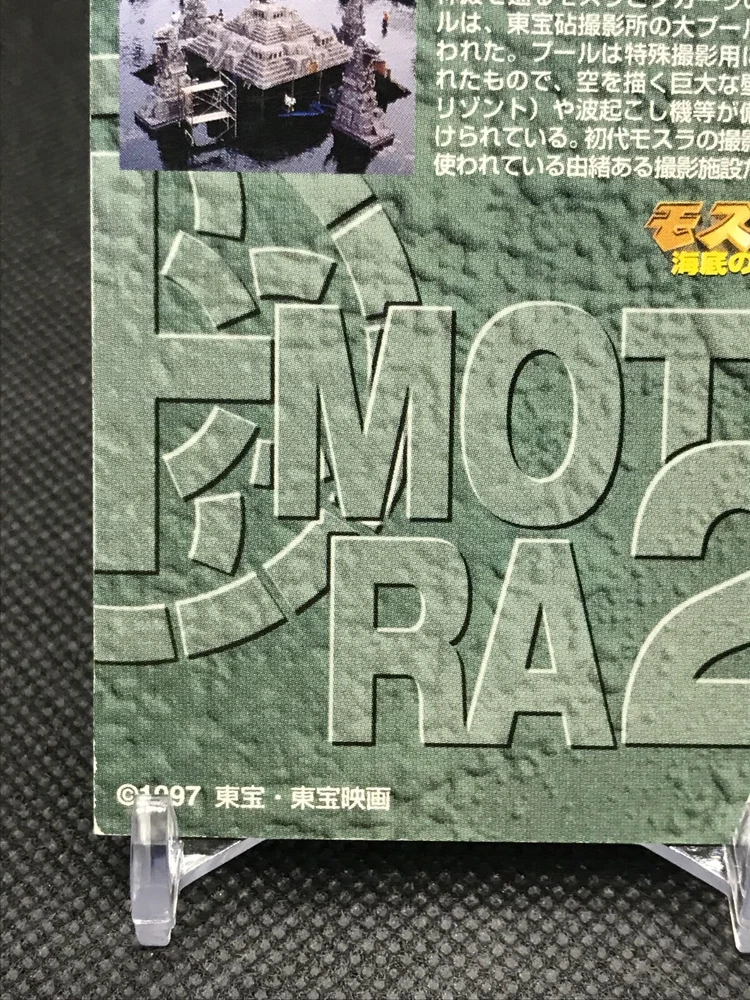 ルは、東宝砧撮影所の大プー
われた。プールは特殊撮影用に
れたもので、空を描く巨大な
リゾント）や波起こし機等が
けられている。初代モスラの撮影
使われている由緒ある撮影施設
モス
海底の
MOT
RA2
©1997 東宝・東宝映画